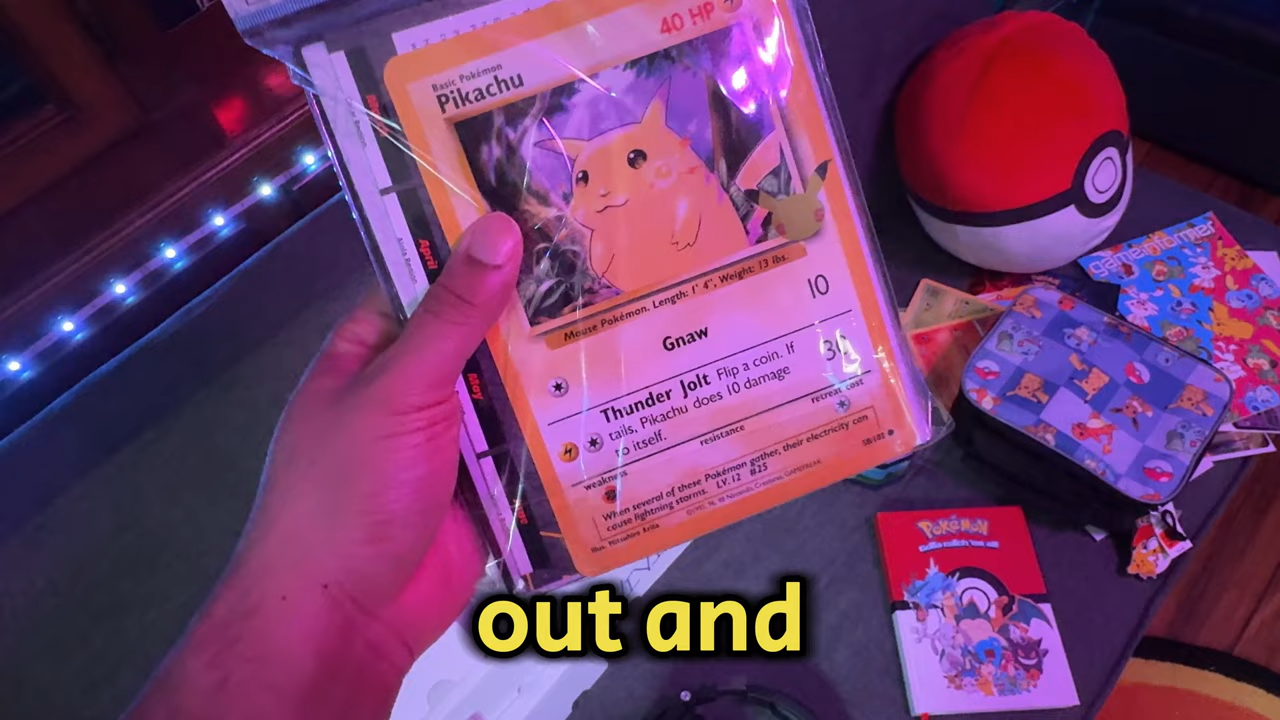 40 HP
Basic Pokémon
Pikachu
Mouse Pokémon. Length: 1' 4", Weight: 13 lbs.
Gnaw
10
Thunder Jolt Flip a coin. If
tails, Pikachu does 10 damage
to itself.
30
weakness
resistance
retreat cost
When several of these Pokémon gather, their electricity can
cause lightning storms. LV. 12 #25
April
May
POKéMON
out and